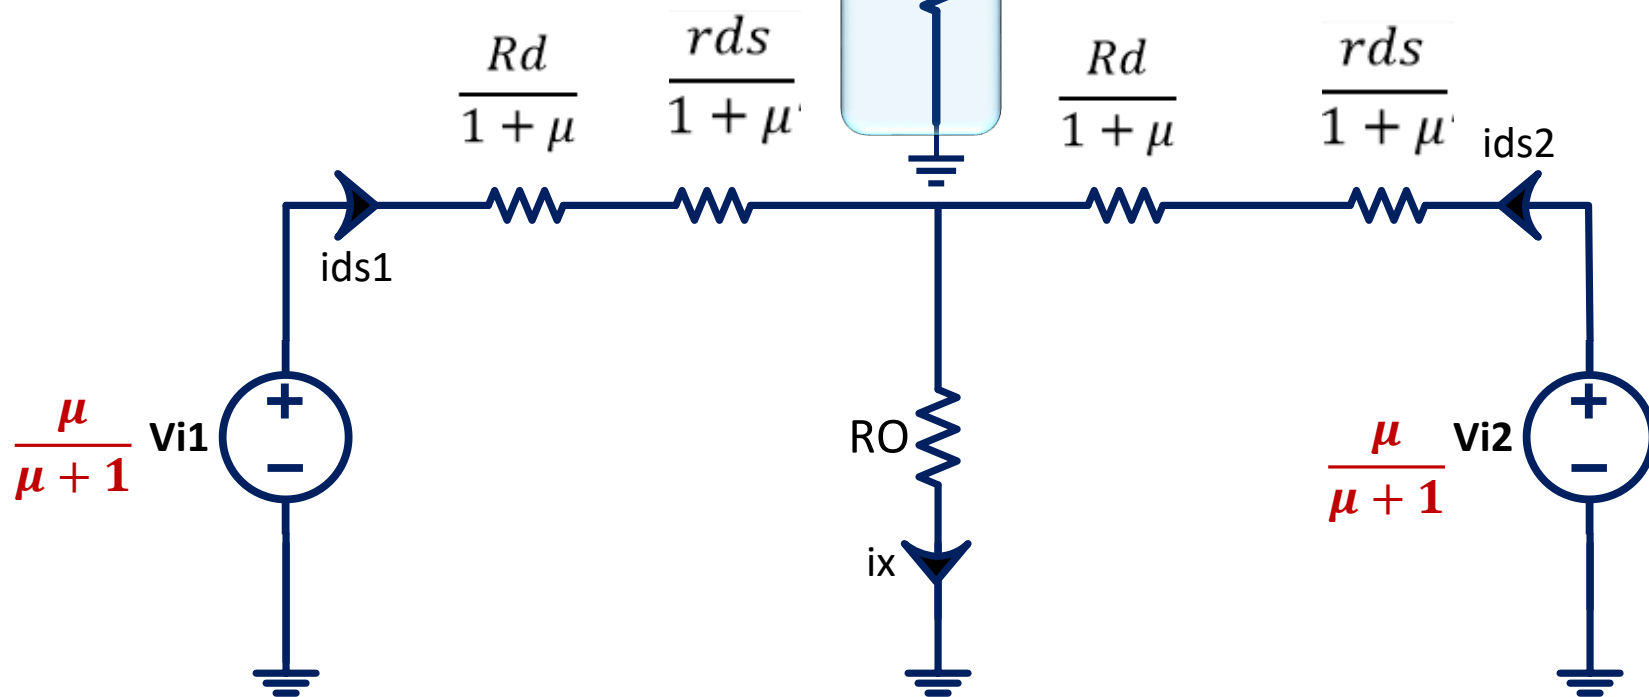 Rd
1 + μ
rds
1 + μ
Rd
1 + μ
rds
1 + μ
ids2
ids1
μ
μ + 1
Vi1
+
−
RO
μ
μ + 1
Vi2
+
−
ix